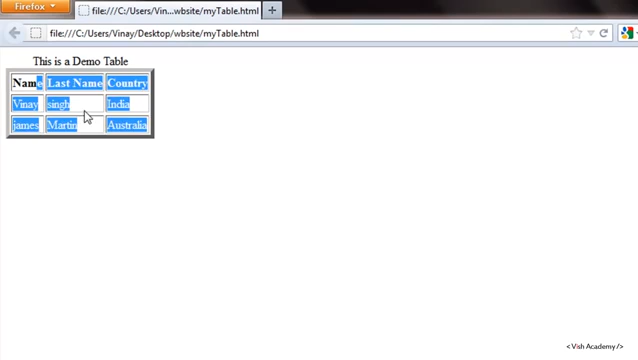 Firefox
file:///C:/Users/Vin...wbsite/myTable.html
file:///C:/Users/Vinay/Desktop/wbsite/myTable.html
This is a Demo Table
Name Last Name Country
Vinay singh India
james Martin Australia
< Vish Academy />